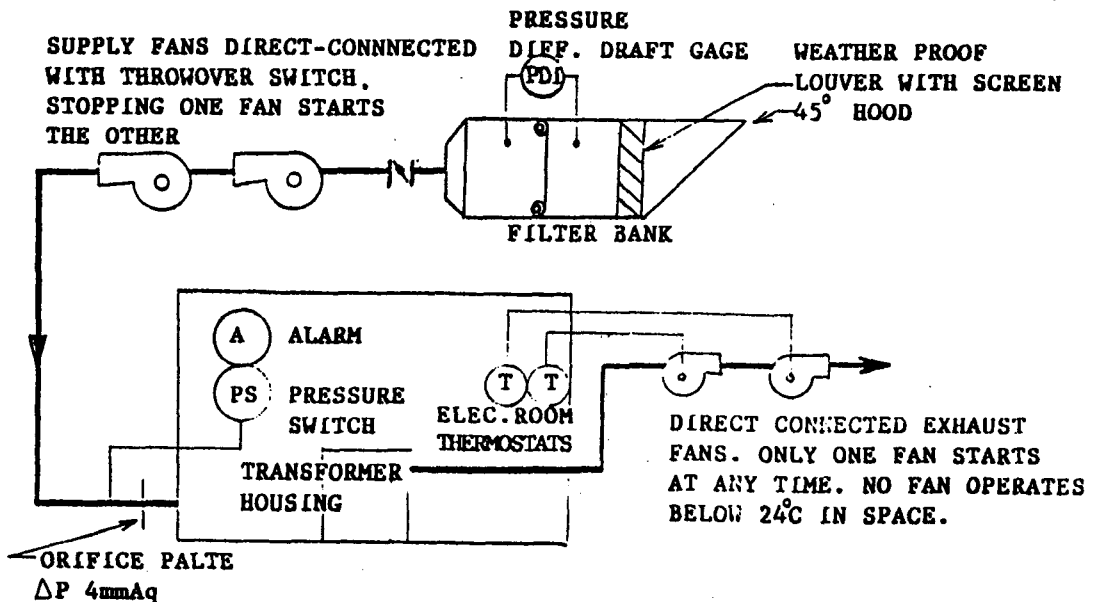 PRESSURE
DIFF. DRAFT GAGE
SUPPLY FANS DIRECT-CONNNECTED
WITH THROWOVER SWITCH.
STOPPING ONE FAN STARTS
THE OTHER
PDI
WEATHER PROOF
LOUVER WITH SCREEN
45° HOOD
FILTER BANK
A ALARM
PS PRESSURE
SWITCH
T T
ELEC.ROOM
THERMOSTATS
TRANSFORMER
HOUSING
DIRECT CONNECTED EXHAUST
FANS. ONLY ONE FAN STARTS
AT ANY TIME. NO FAN OPERATES
BELOW 24°C IN SPACE.
ORIFICE PALTE
ΔP 4mmAq